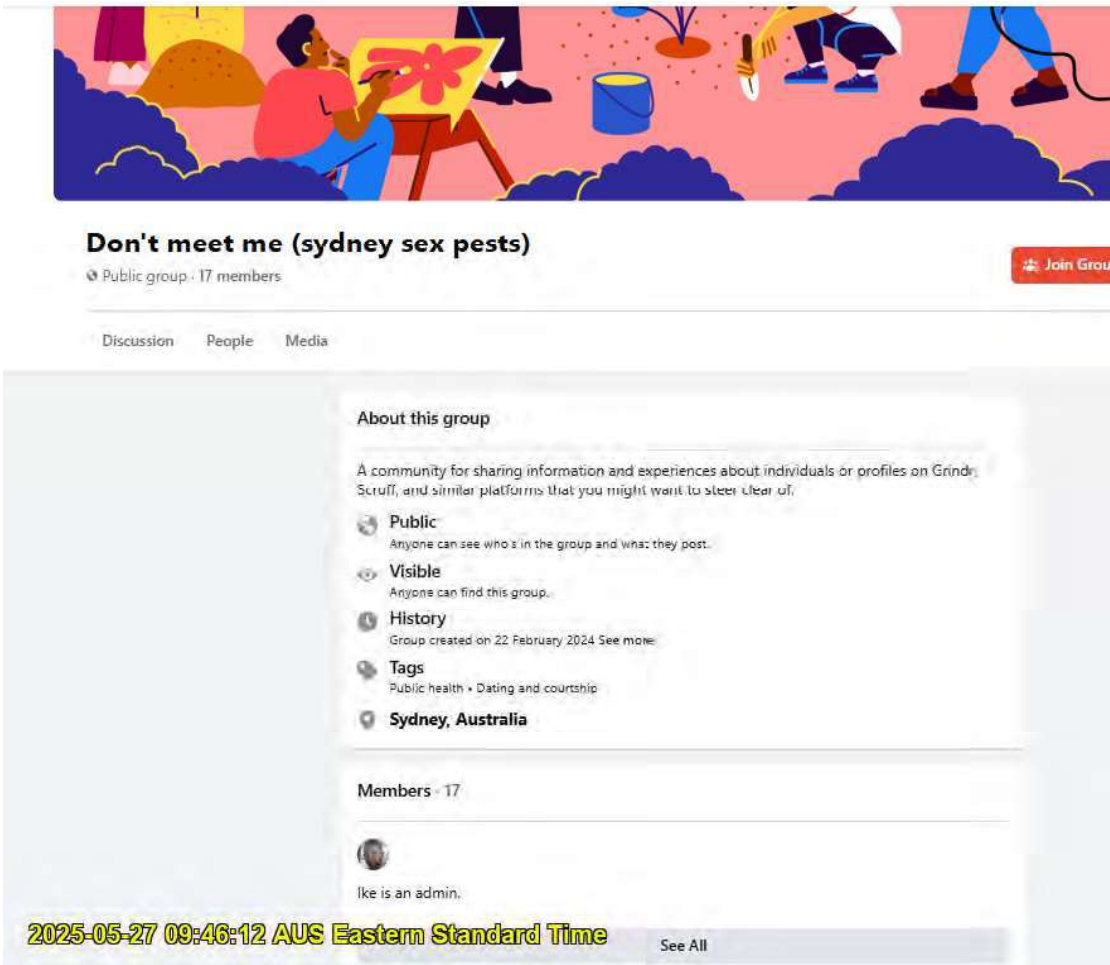 Don't meet me (sydney sex pests)
Public group · 17 members
Join Grou
Discussion People Media
About this group
A community for sharing information and experiences about individuals or profiles on Grindr,
Scruff, and similar platforms that you might want to steer clear of.
Public
Anyone can see who's in the group and what they post.
Visible
Anyone can find this group.
History
Group created on 22 February 2024 See more
Tags
Public health • Dating and courtship
Sydney, Australia
Members · 17
Ike is an admin.
2025-05-27 09:46:12 AUS Eastern Standard Time
See All